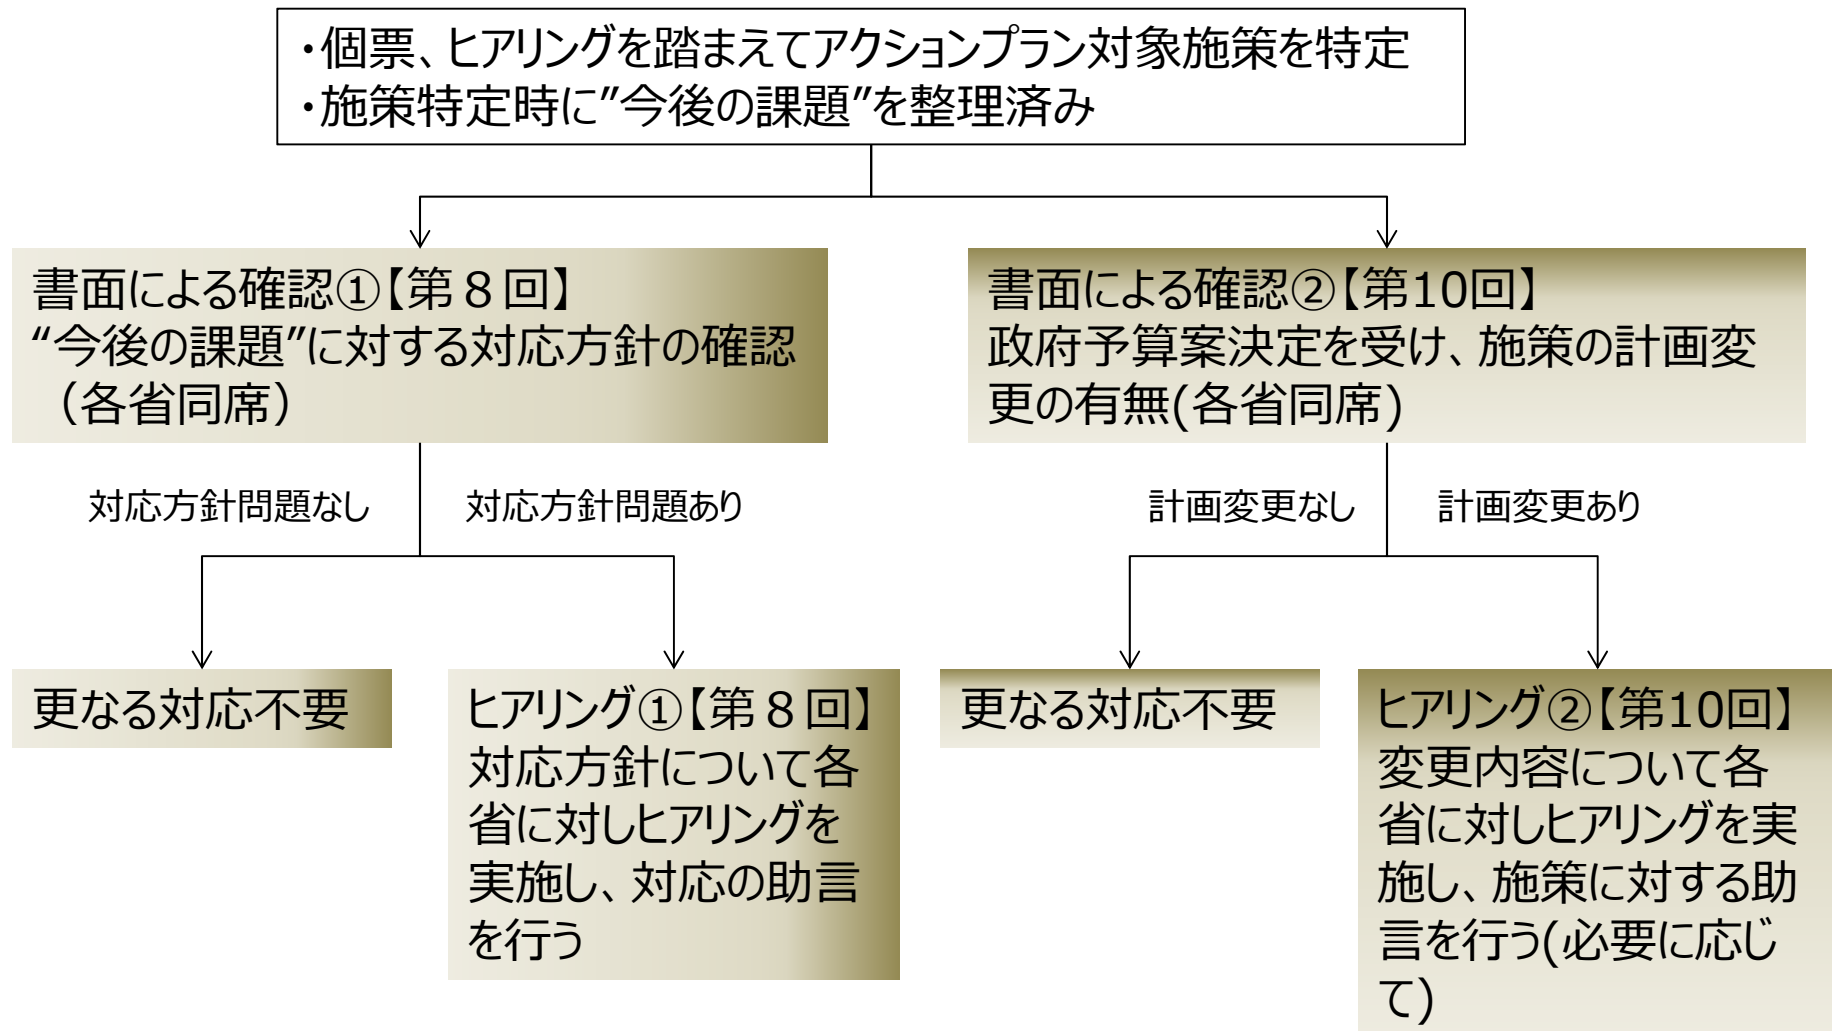 ・個票、ヒアリングを踏まえてアクションプラン対象施策を特定
・施策特定時に”今後の課題”を整理済み
書面による確認①【第８回】
“今後の課題”に対する対応方針の確認
（各省同席）
書面による確認②【第10回】
政府予算案決定を受け、施策の計画変
更の有無(各省同席)
対応方針問題なし
対応方針問題あり
計画変更なし
計画変更あり
更なる対応不要
ヒアリング①【第８回】
対応方針について各
省に対しヒアリングを
実施し、対応の助言
を行う
更なる対応不要
ヒアリング②【第10回】
変更内容について各
省に対しヒアリングを実
施し、施策に対する助
言を行う(必要に応じ
て)